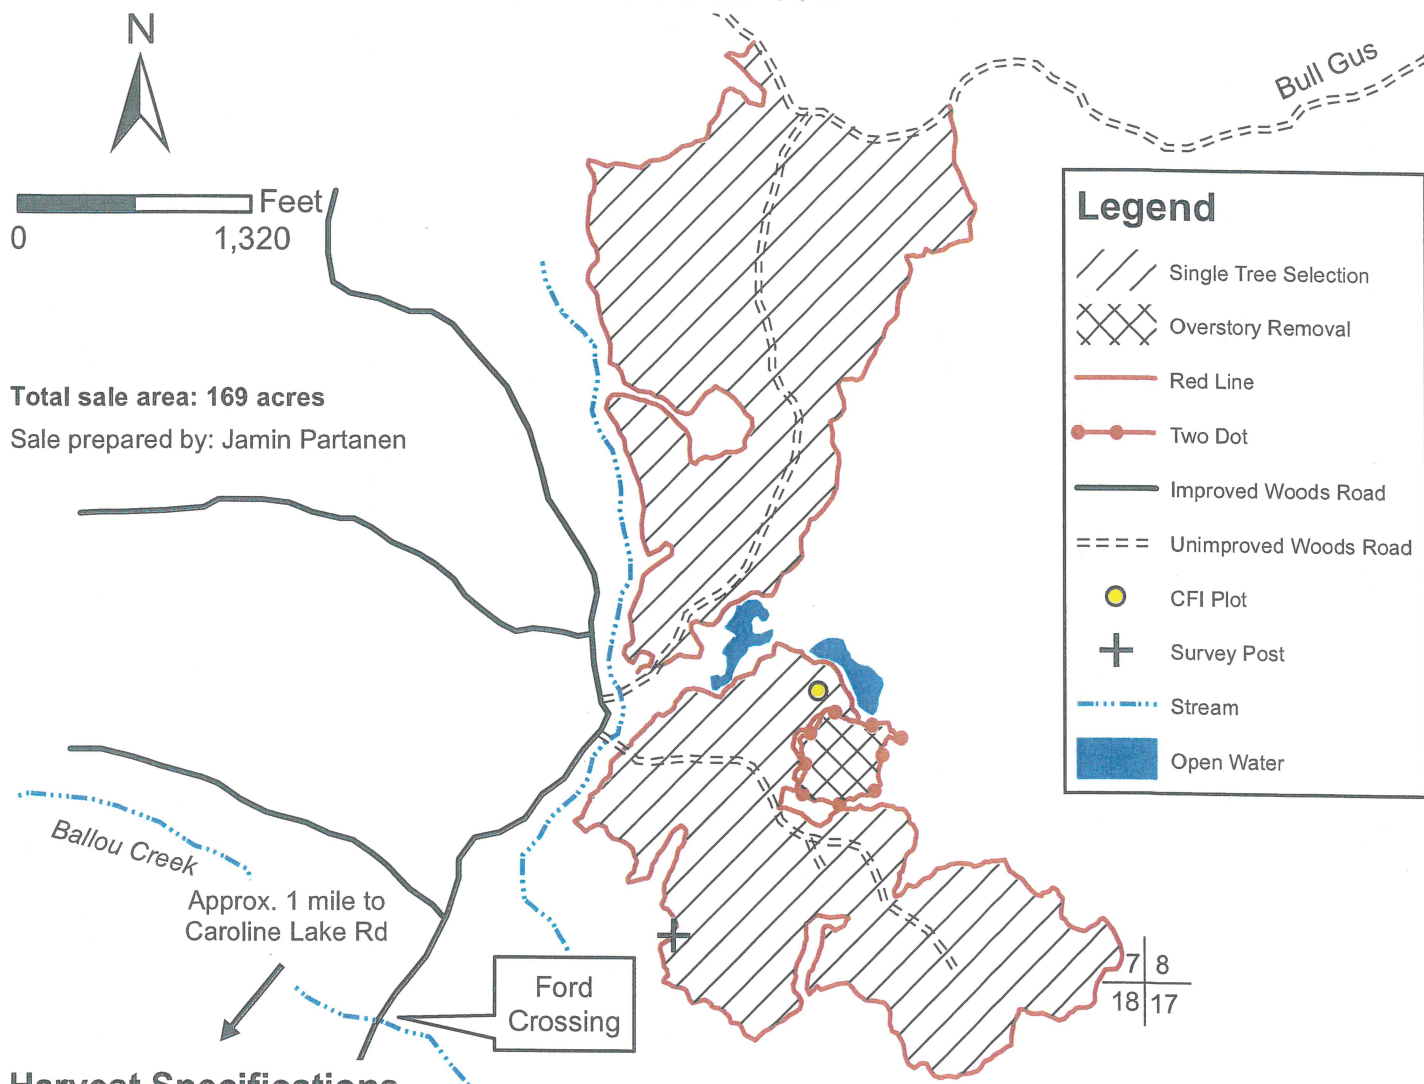 N
Feet
0 1,320
Bull Gus
Total sale area: 169 acres
Sale prepared by: Jamin Partanen
Legend
Single Tree Selection
Overstory Removal
Red Line
Two Dot
Improved Woods Road
Unimproved Woods Road
CFI Plot
Survey Post
Stream
Open Water
Ballou Creek
Approx. 1 mile to
Caroline Lake Rd
Ford
Crossing
7 8
18 17
Harvest Specifications